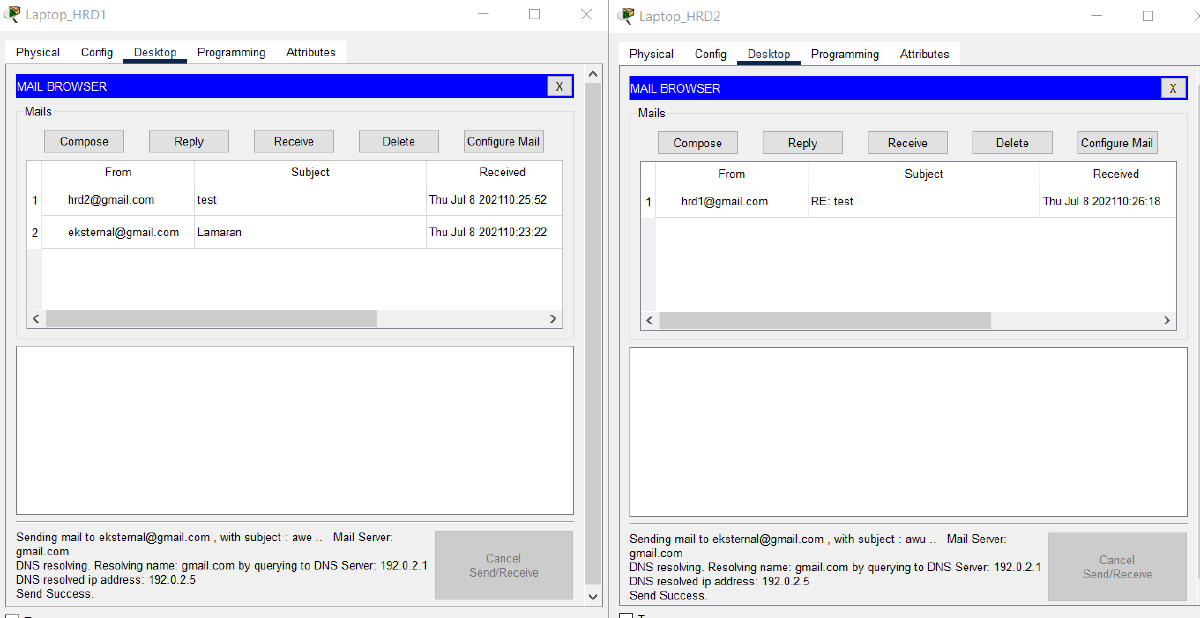 Laptop_HRD1
Physical Config Desktop Programming Attributes
MAIL BROWSER X
Mails
Compose Reply Receive Delete Configure Mail
From Subject Received
1 hrd2@gmail.com test Thu Jul 8 202110:25:52
2 eksternal@gmail.com Lamaran Thu Jul 8 202110:23:22
Sending mail to eksternal@gmail.com , with subject : awe .. Mail Server:
gmail.com
DNS resolving. Resolving name: gmail.com by querying to DNS Server: 192.0.2.1
DNS resolved ip address: 192.0.2.5
Send Success.
Cancel
Send/Receive
Laptop_HRD2
Physical Config Desktop Programming Attributes
MAIL BROWSER X
Mails
Compose Reply Receive Delete Configure Mail
From Subject Received
1 hrd1@gmail.com RE: test Thu Jul 8 202110:26:18
Sending mail to eksternal@gmail.com , with subject : awu .. Mail Server:
gmail.com
DNS resolving. Resolving name: gmail.com by querying to DNS Server: 192.0.2.1
DNS resolved ip address: 192.0.2.5
Send Success.
Cancel
Send/Receive